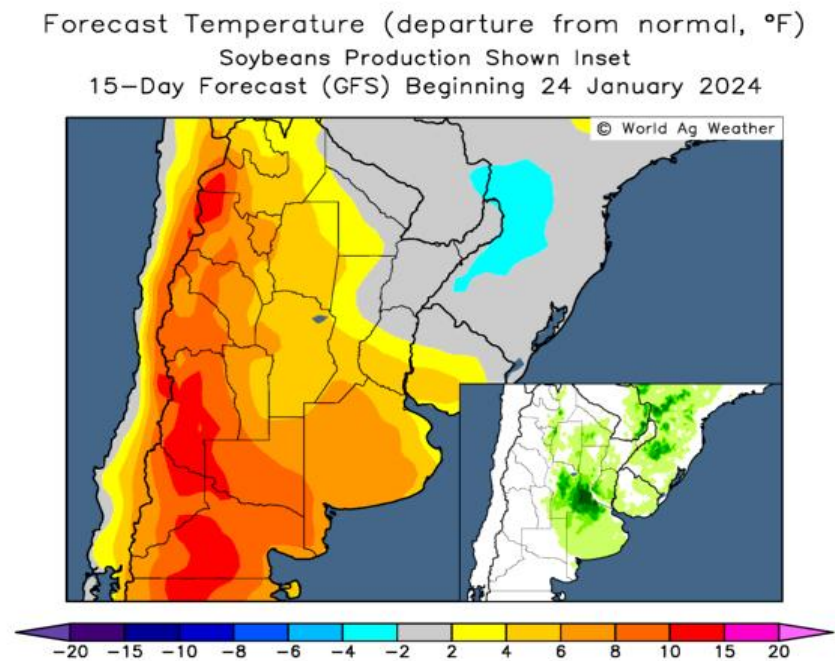 Forecast Temperature (departure from normal, °F)
Soybeans Production Shown Inset
15-Day Forecast (GFS) Beginning 24 January 2024
© World Ag Weather
-20 -15 -10 -8 -6 -4 -2 2 4 6 8 10 15 20